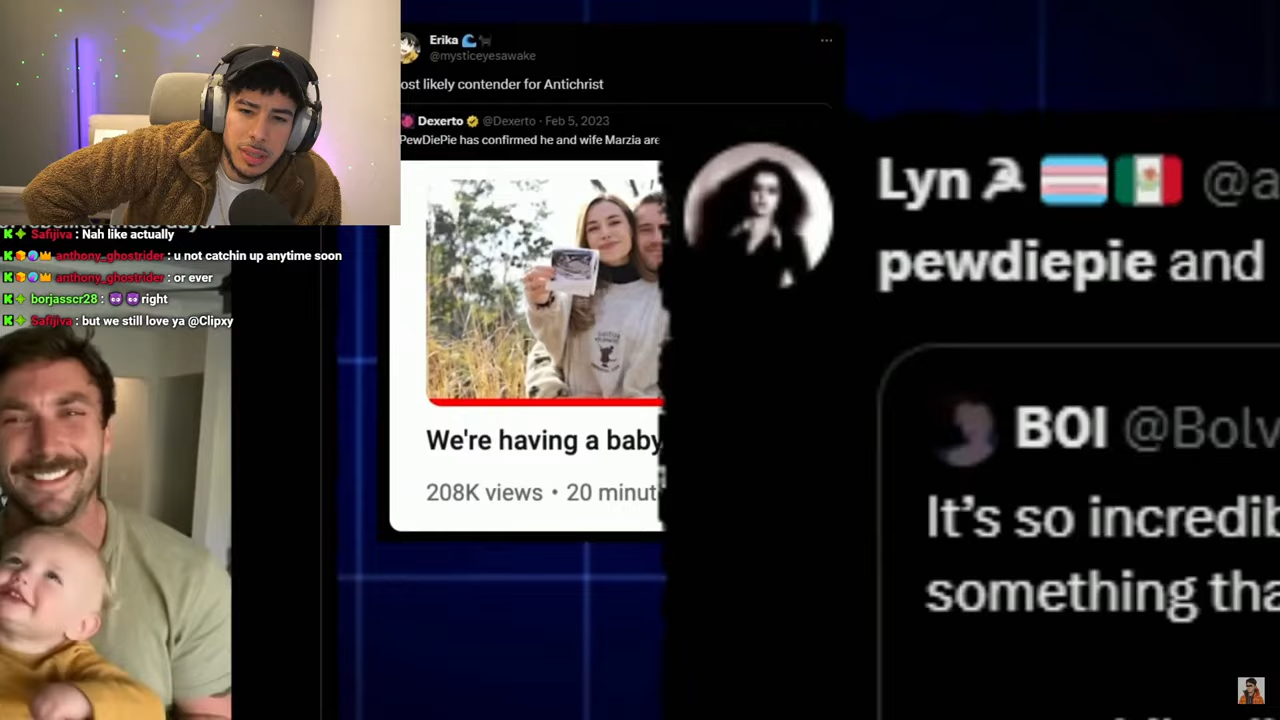 Erika
@mysticeyesawake
ost likely contender for Antichrist
Dexerto @Dexerto · Feb 5, 2023
PewDiePie has confirmed he and wife Marzia are
We're having a baby
208K views • 20 minut
Safijiva : Nah like actually
anthony_ghostrider : u not catchin up anytime soon
anthony_ghostrider : or ever
borjasscr28 : right
Safijiva : but we still love ya @Clipxy
Lyn @a
pewdiepie and
BOI @Bolv
It's so incredib
something tha